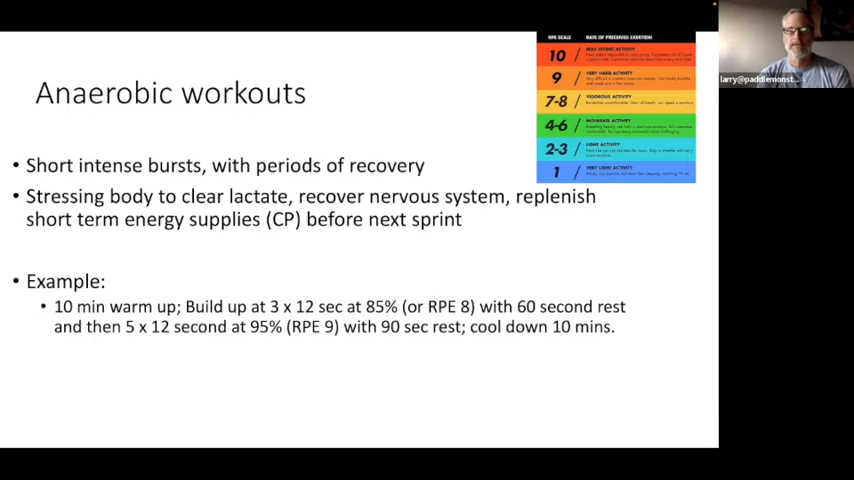 RPE SCALE RATE OF PERCEIVED EXERTION
10 / MAX EFFORT ACTIVITY
9 / VERY HARD ACTIVITY
7-8 / VIGOROUS ACTIVITY
4-6 / MODERATE ACTIVITY
2-3 / LIGHT ACTIVITY
1 / VERY LIGHT ACTIVITY
larry@paddlemonst...
Anaerobic workouts
• Short intense bursts, with periods of recovery
• Stressing body to clear lactate, recover nervous system, replenish
short term energy supplies (CP) before next sprint
• Example:
• 10 min warm up; Build up at 3 x 12 sec at 85% (or RPE 8) with 60 second rest
and then 5 x 12 second at 95% (RPE 9) with 90 sec rest; cool down 10 mins.